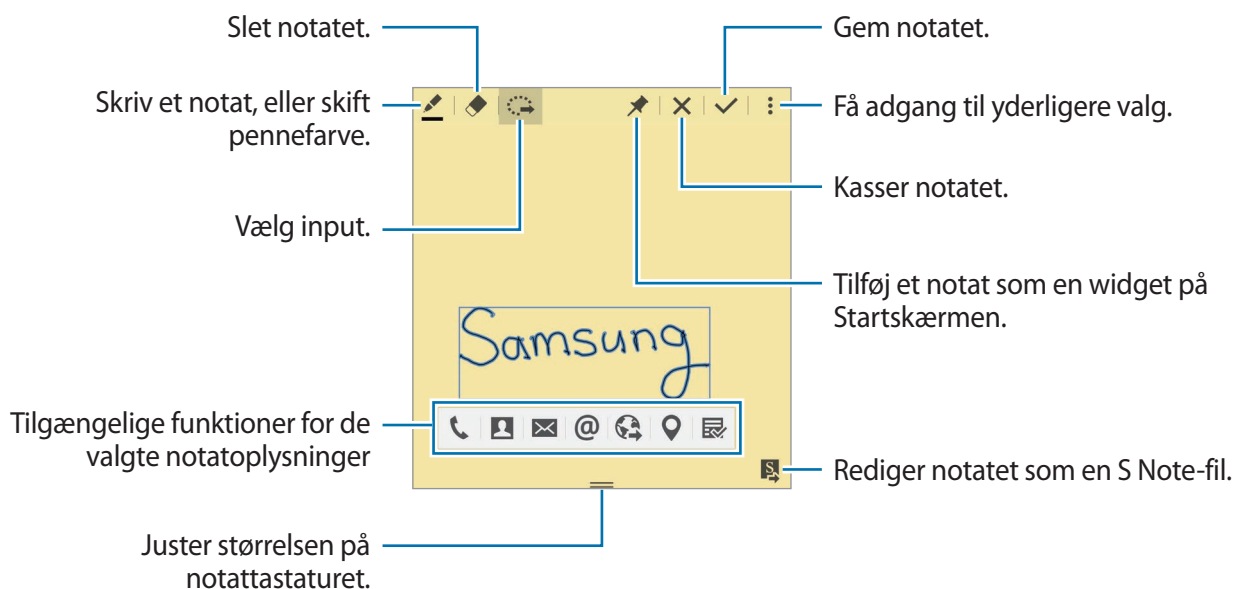 Slet notatet.
Gem notatet.
Skriv et notat, eller skift
pennefarve.
Få adgang til yderligere valg.
Kasser notatet.
Vælg input.
Tilføj et notat som en widget på
Startskærmen.
Samsung
Tilgængelige funktioner for de
valgte notatoplysninger
Rediger notatet som en S Note-fil.
Juster størrelsen på
notattastaturet.